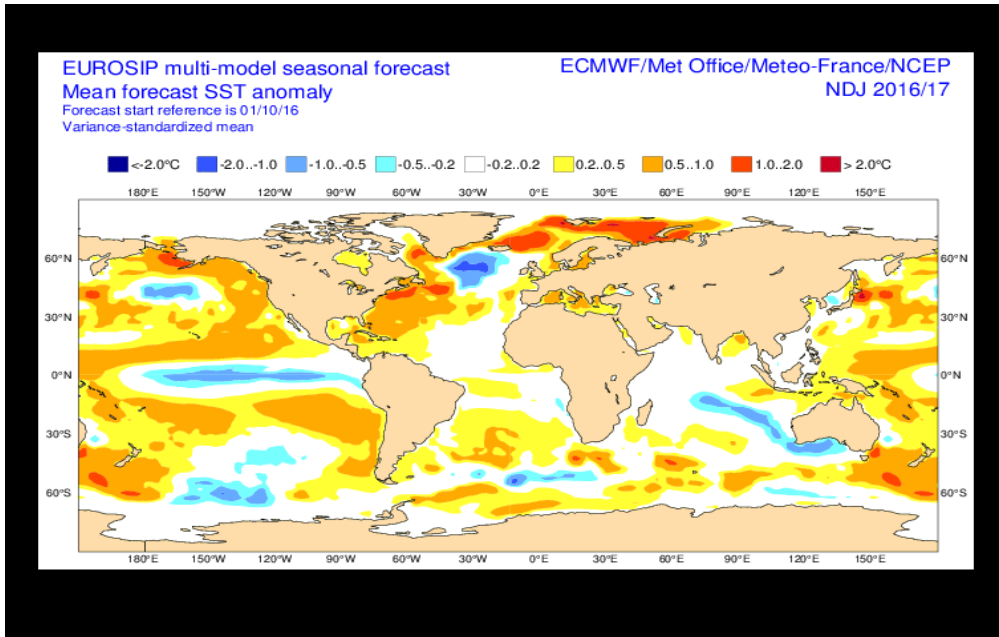 EUROSIP multi-model seasonal forecast
ECMWF/Met Office/Meteo-France/NCEP
Mean forecast SST anomaly
NDJ 2016/17
Forecast start reference is 01/10/16
Variance-standardized mean
<-2.0°C -2.0..-1.0 -1.0..-0.5 -0.5..-0.2 -0.2..0.2 0.2..0.5 0.5..1.0 1.0..2.0 > 2.0°C
180°E 150°W 120°W 90°W 60°W 30°W 0°E 30°E 60°E 90°E 120°E 150°E
60°N 60°N
30°N 30°N
0°N 0°N
30°S 30°S
60°S 60°S
180°E 150°W 120°W 90°W 60°W 30°W 0°E 30°E 60°E 90°E 120°E 150°E